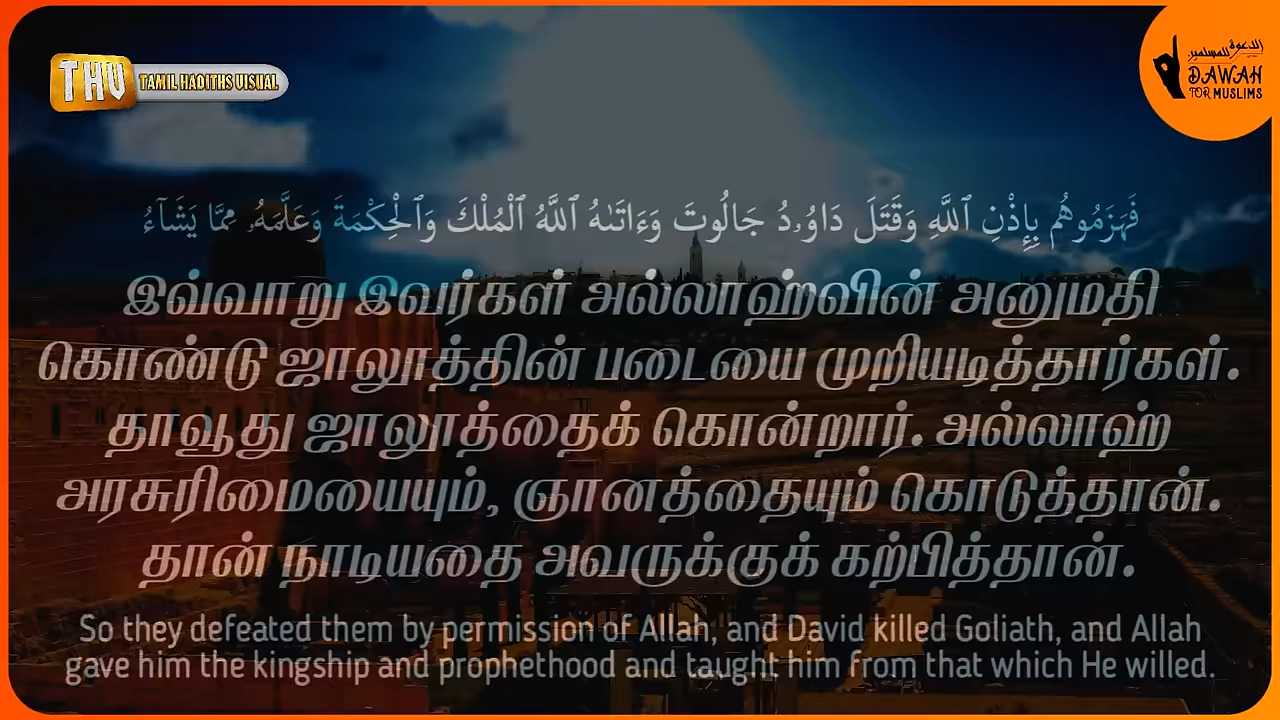 THV TAMIL HADITHS VISUAL
الدعوة للمسلمين
DAWAH
FOR MUSLIMS
فَهَزَمُوهُم بِإِذْنِ ٱللَّهِ وَقَتَلَ دَاوُۥدُ جَالُوتَ وَءَاتَىٰهُ ٱللَّهُ ٱلْمُلْكَ وَٱلْحِكْمَةَ وَعَلَّمَهُۥ مِمَّا يَشَآءُ
இவ்வாறு இவர்கள் அல்லாஹ்வின் அனுமதி
கொண்டு ஜாலூத்தின் படையை முறியடித்தார்கள்.
தாவூது ஜாலூத்தைக் கொன்றார். அல்லாஹ்
அரசுரிமையையும், ஞானத்தையும் கொடுத்தான்.
தான் நாடியதை அவருக்குக் கற்பித்தான்.
So they defeated them by permission of Allah, and David killed Goliath, and Allah
gave him the kingship and prophethood and taught him from that which He willed.